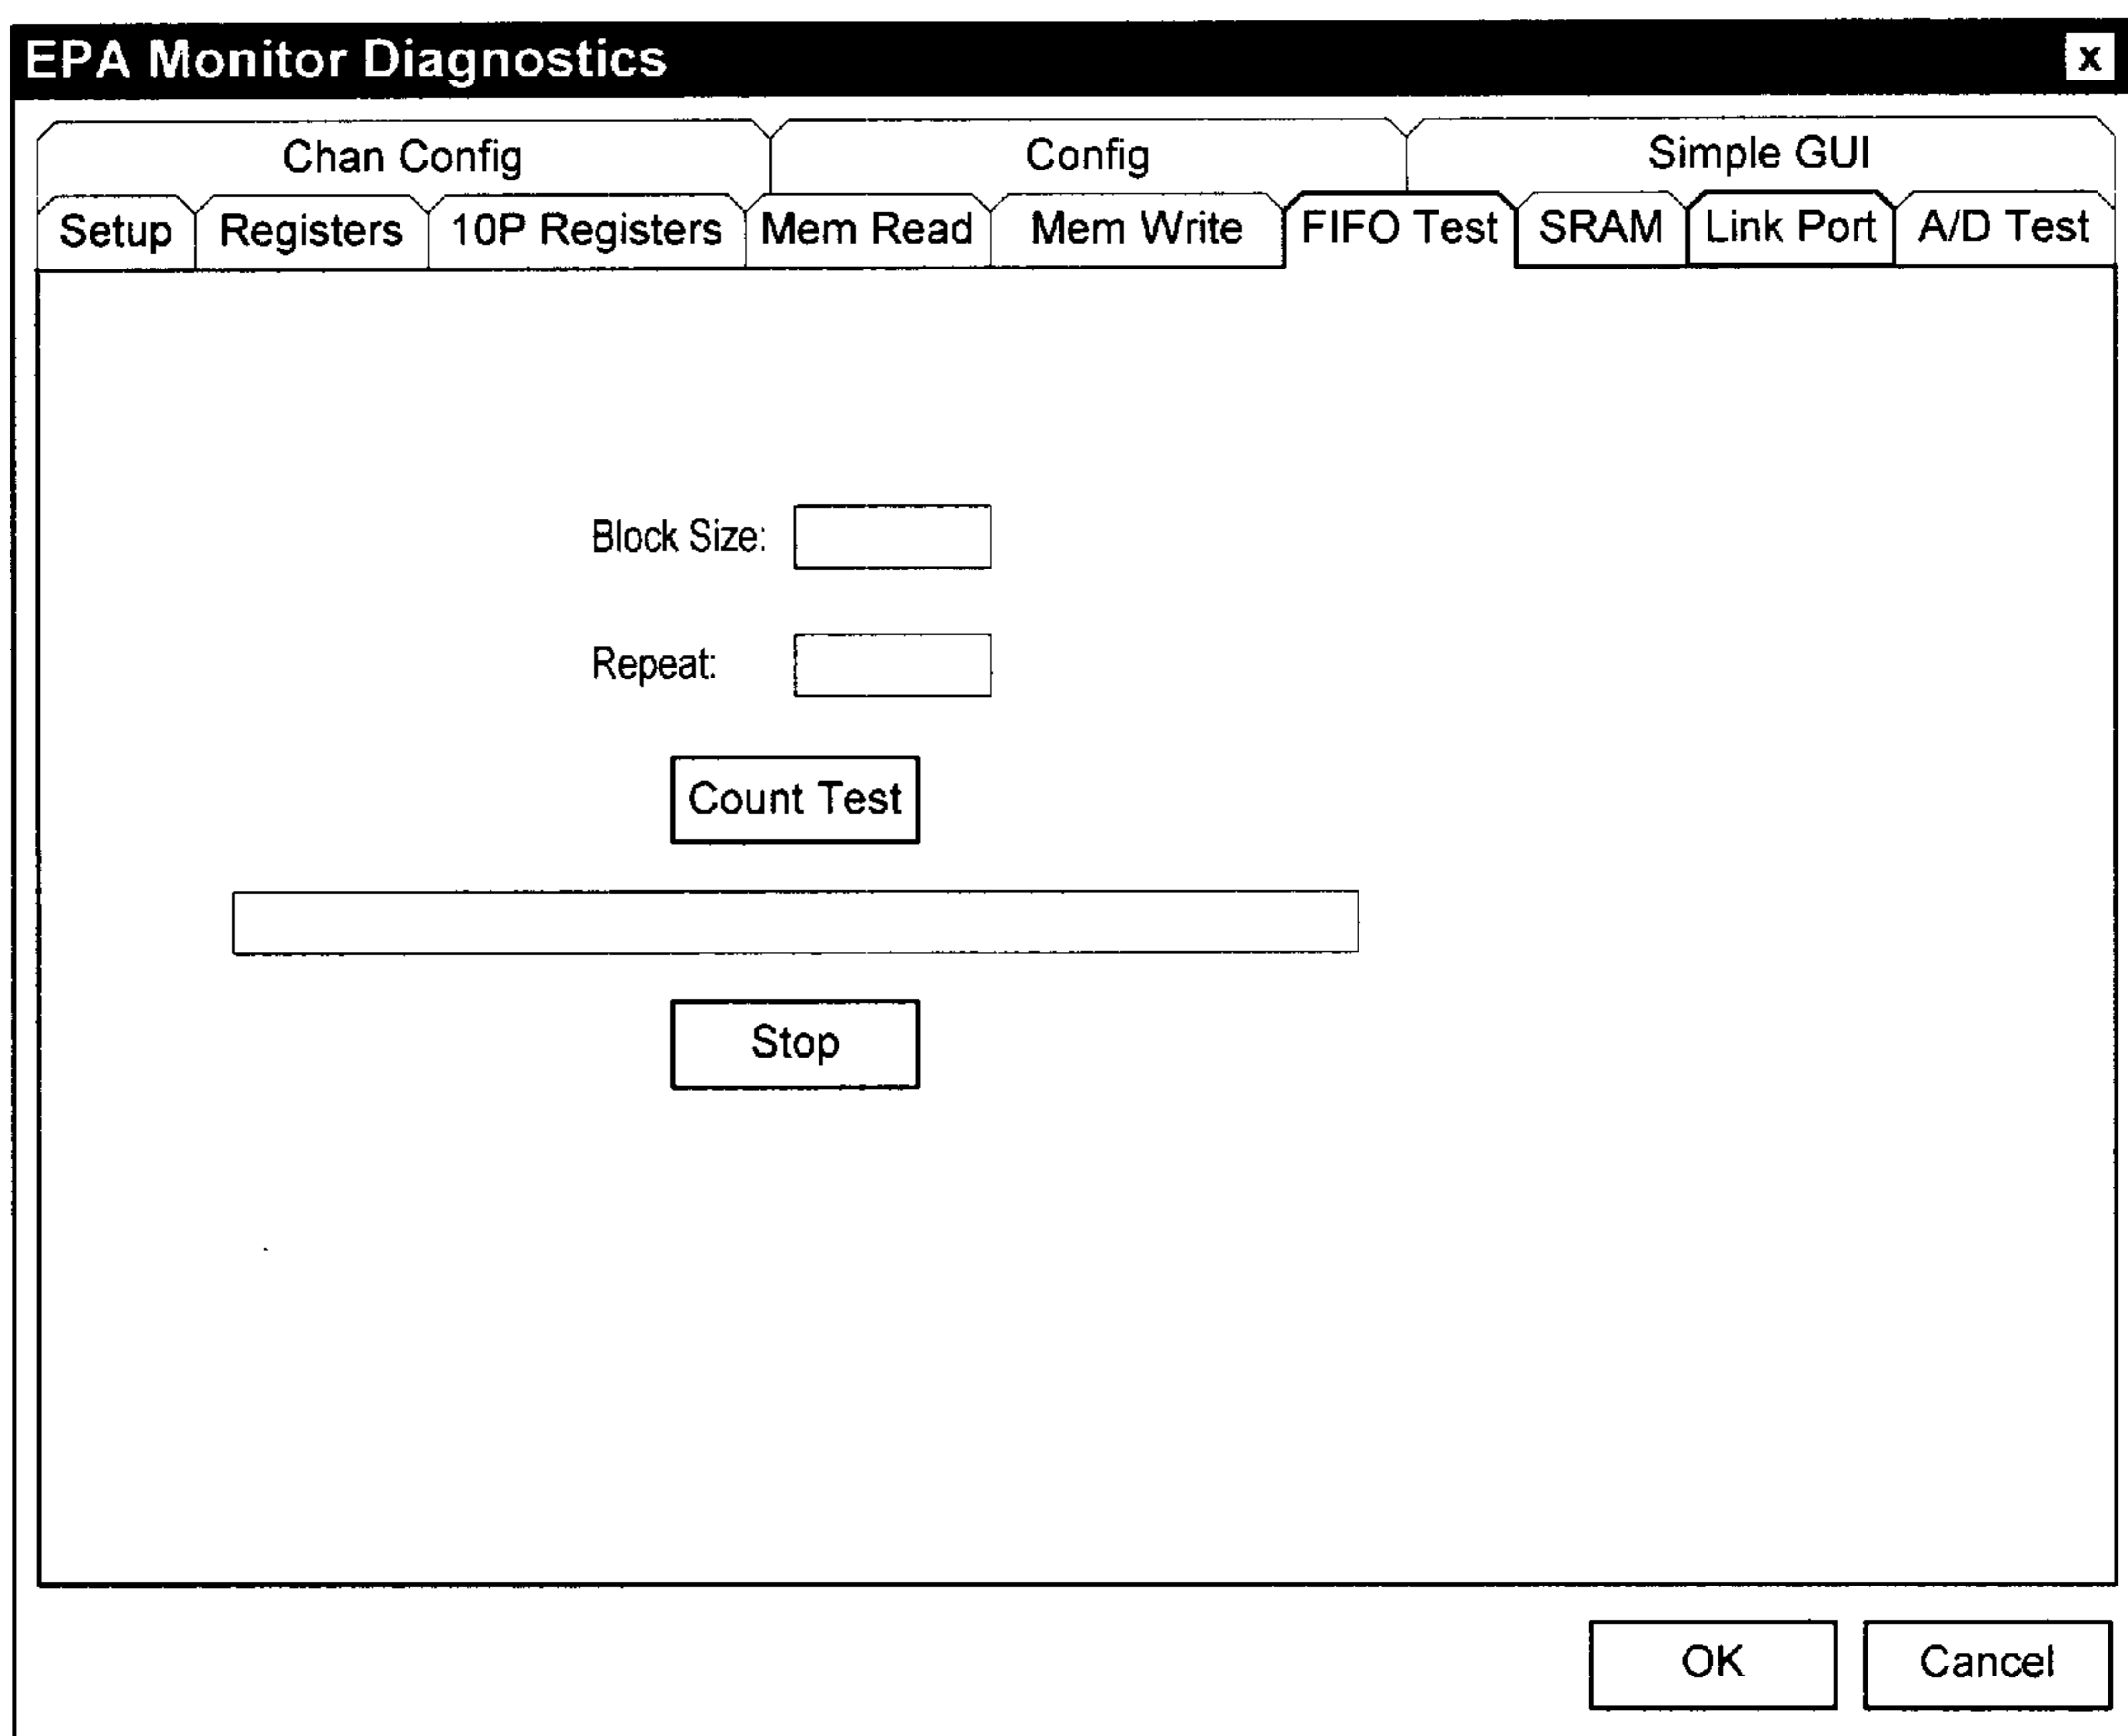 EPA Monitor Diagnostics x
Chan Config Config Simple GUI
Setup Registers 10P Registers Mem Read Mem Write FIFO Test SRAM Link Port A/D Test
Block Size:
Repeat:
Count Test
Stop
OK Cancel